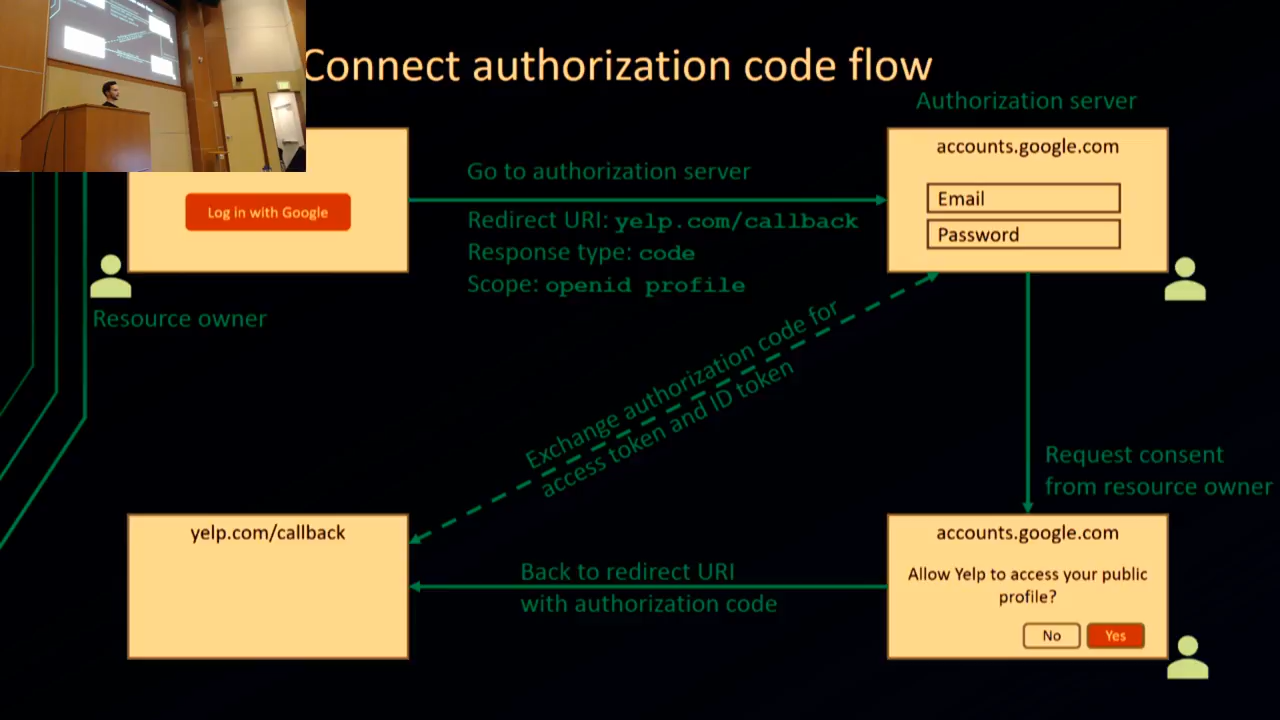 Connect authorization code flow
Authorization server
accounts.google.com
Go to authorization server
Email
Log in with Google
Redirect URI: yelp.com/callback
Password
Response type: code
Scope: openid profile
Resource owner
Exchange authorization code for
access token and ID token
Request consent
from resource owner
yelp.com/callback
accounts.google.com
Back to redirect URI
with authorization code
Allow Yelp to access your public
profile?
No
Yes